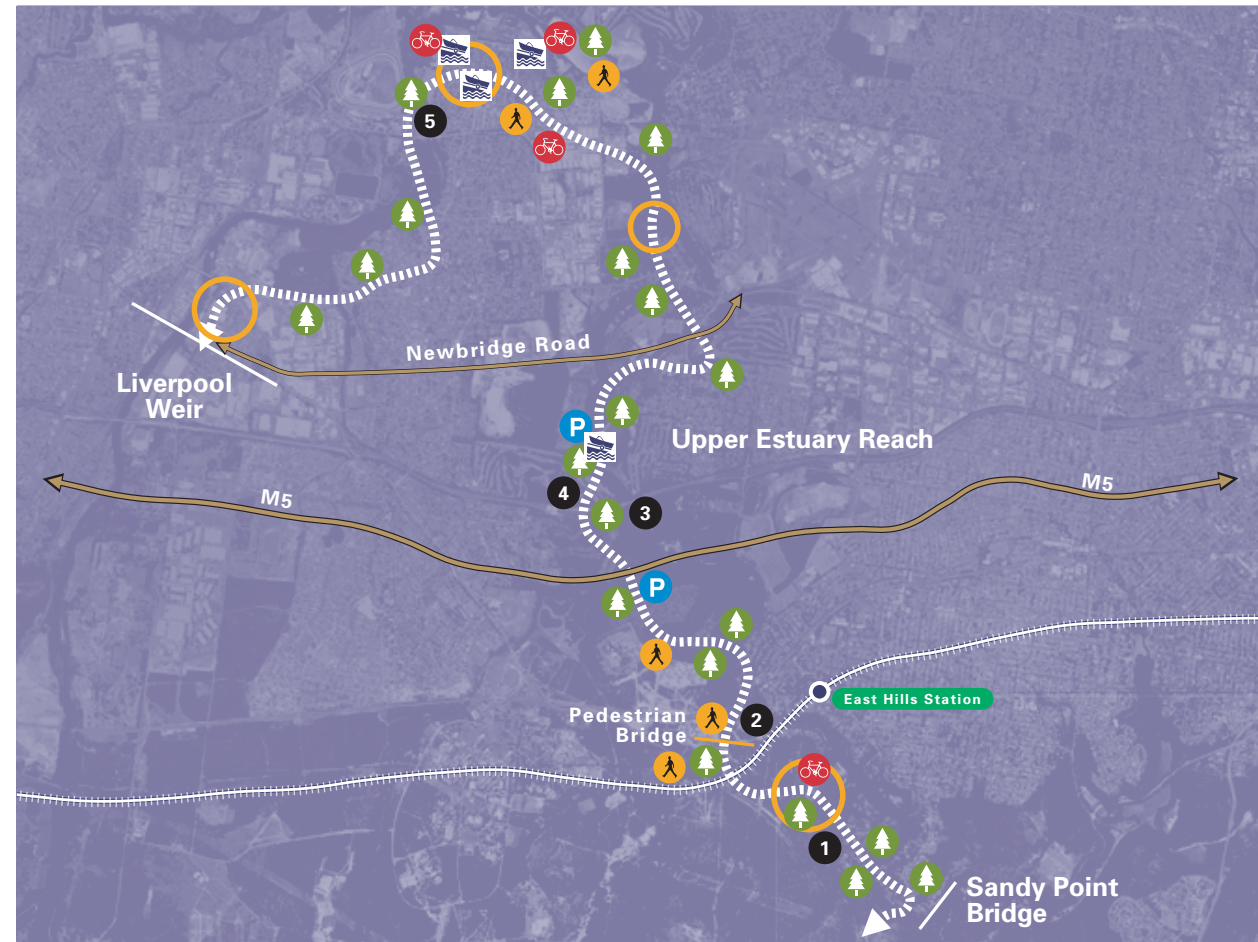 5
Newbridge Road
Liverpool
Weir
P
Upper Estuary Reach
M5
M5
4
3
P
East Hills Station
Pedestrian
Bridge
2
1
Sandy Point
Bridge